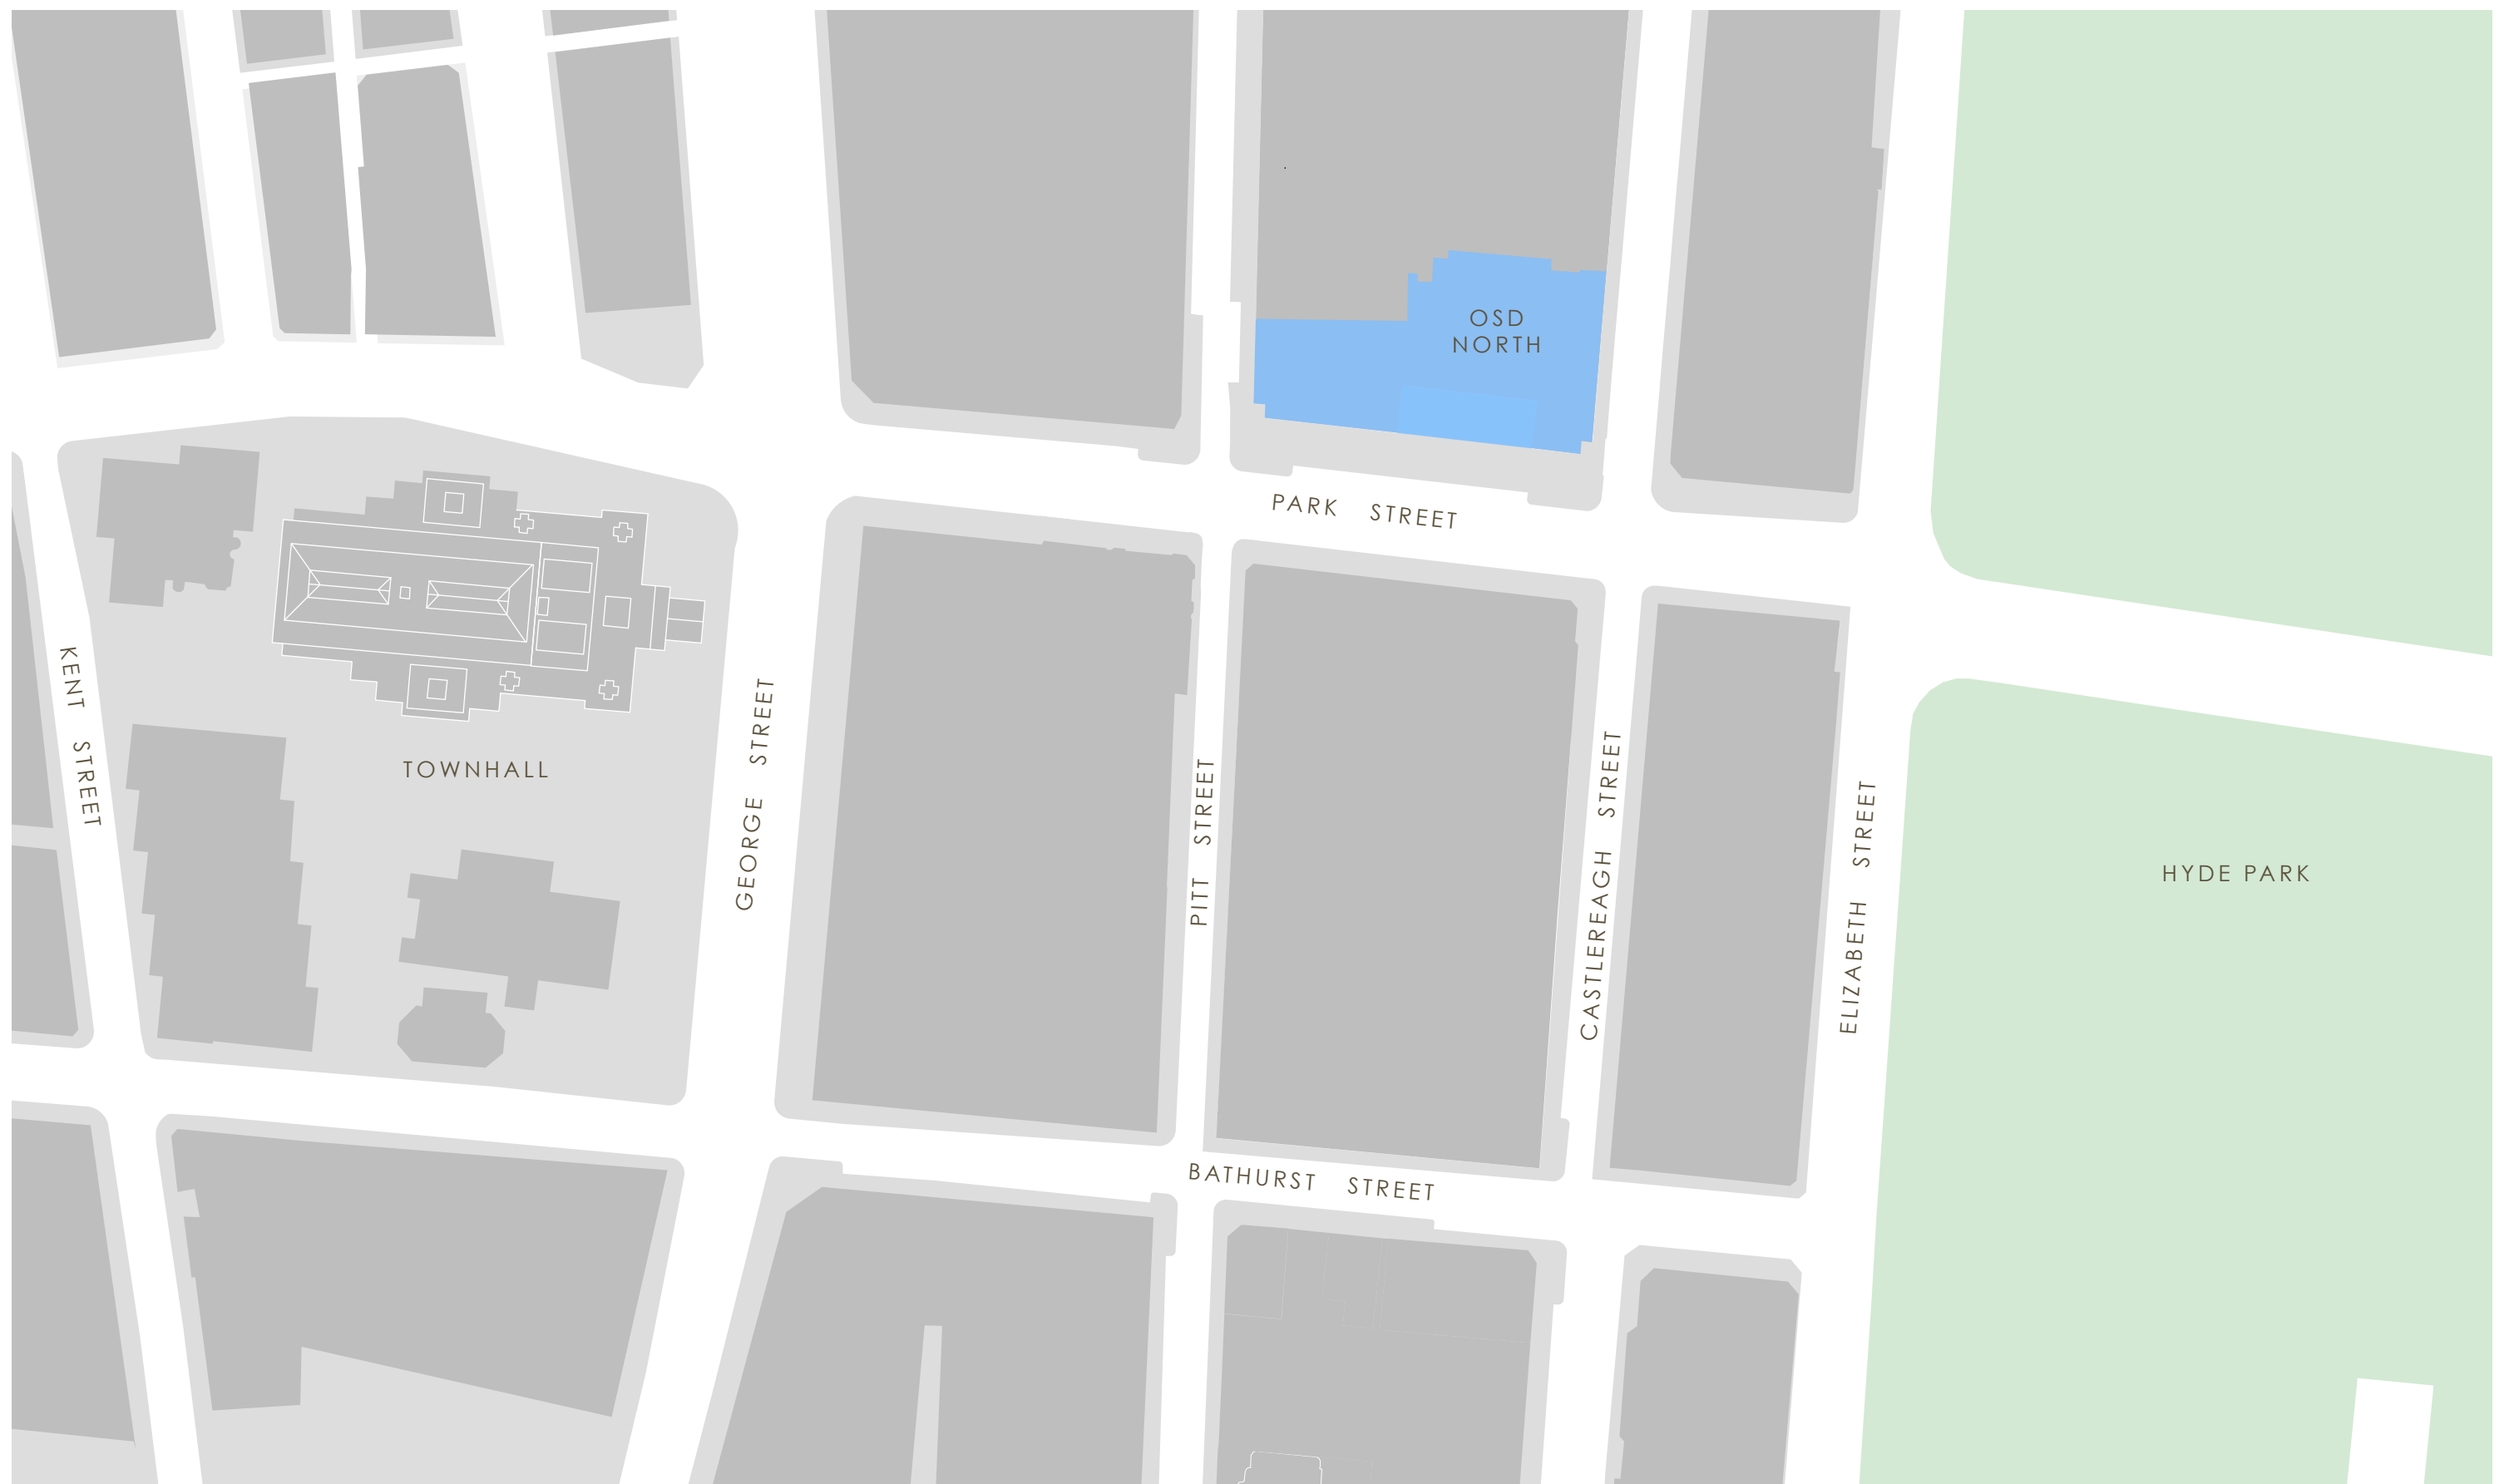 OSD
NORTH
PARK STREET
KENT STREET
TOWNHALL
GEORGE STREET
PITT STREET
CASTLEREAGH STREET
ELIZABETH STREET
HYDE PARK
BATHURST STREET